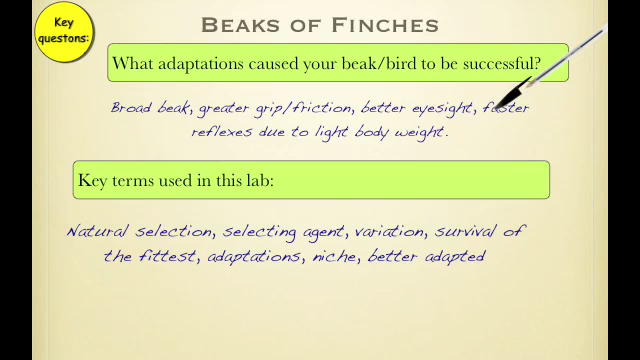 Key
questons:
BEAKS OF FINCHES
What adaptations caused your beak/bird to be successful?
Broad beak, greater grip/friction, better eyesight, faster
reflexes due to light body weight.
Key terms used in this lab:
Natural selection, selecting agent, variation, survival of
the fittest, adaptations, niche, better adapted